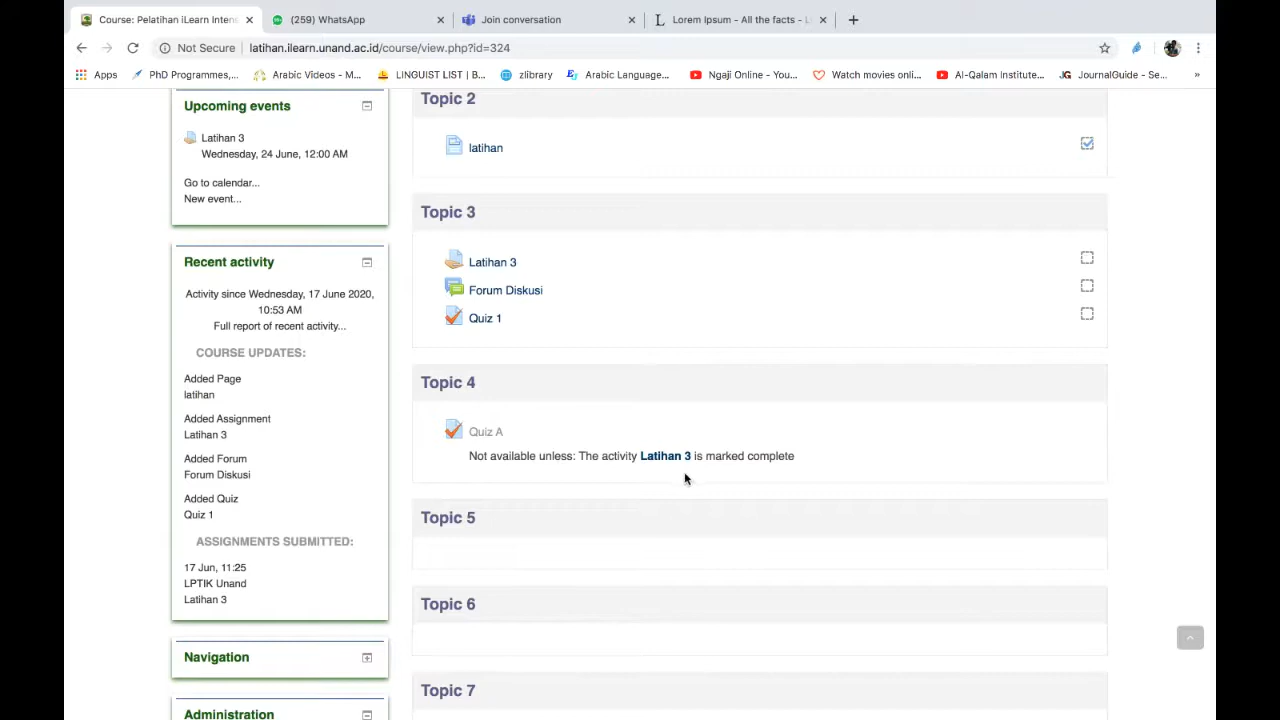 Course: Pelatihan iLearn Intens
(259) WhatsApp
Join conversation
Lorem Ipsum - All the facts - L
Not Secure
latihan.ilearn.unand.ac.id/course/view.php?id=324
Apps
PhD Programmes,...
Arabic Videos - M...
LINGUIST LIST | B...
zlibrary
Arabic Language...
Ngaji Online - You...
Watch movies onli...
Al-Qalam Institute...
JournalGuide - Se...
Upcoming events
Latihan 3
Wednesday, 24 June, 12:00 AM
Go to calendar...
New event...
Recent activity
Activity since Wednesday, 17 June 2020,
10:53 AM
Full report of recent activity...
COURSE UPDATES:
Added Page
latihan
Added Assignment
Latihan 3
Added Forum
Forum Diskusi
Added Quiz
Quiz 1
ASSIGNMENTS SUBMITTED:
17 Jun, 11:25
LPTIK Unand
Latihan 3
Navigation
Administration
Topic 2
latihan
Topic 3
Latihan 3
Forum Diskusi
Quiz 1
Topic 4
Quiz A
Not available unless: The activity Latihan 3 is marked complete
Topic 5
Topic 6
Topic 7